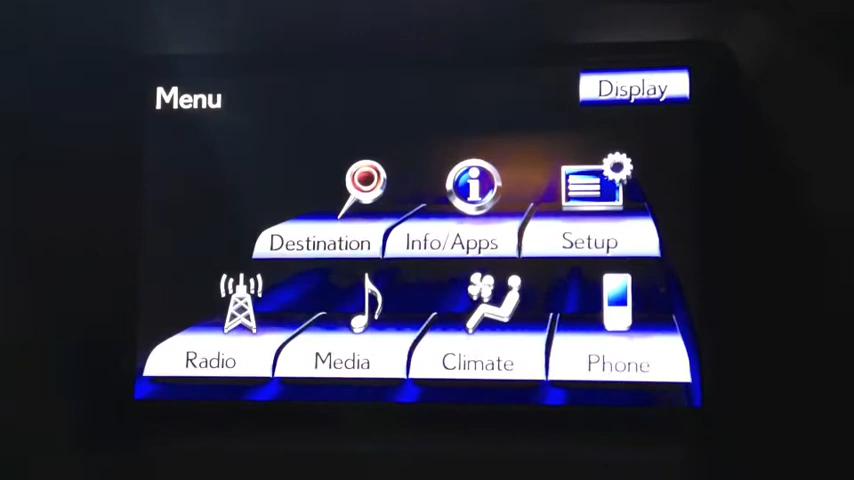 Menu
Display
Destination
Info/Apps
Setup
Radio
Media
Climate
Phone